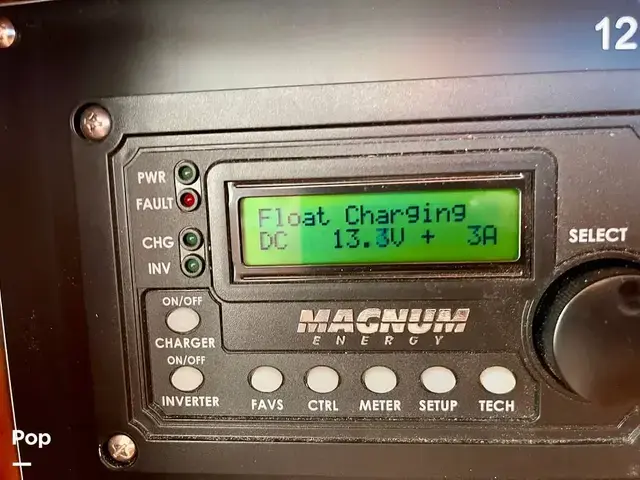 12
PWR
FAULT
CHG
INV
Float Charging
DC 13.3V + 3A
SELECT
ON/OFF
CHARGER
ON/OFF
INVERTER
MAGNUM
ENERGY
FAVS
CTRL
METER
SETUP
TECH
Pop